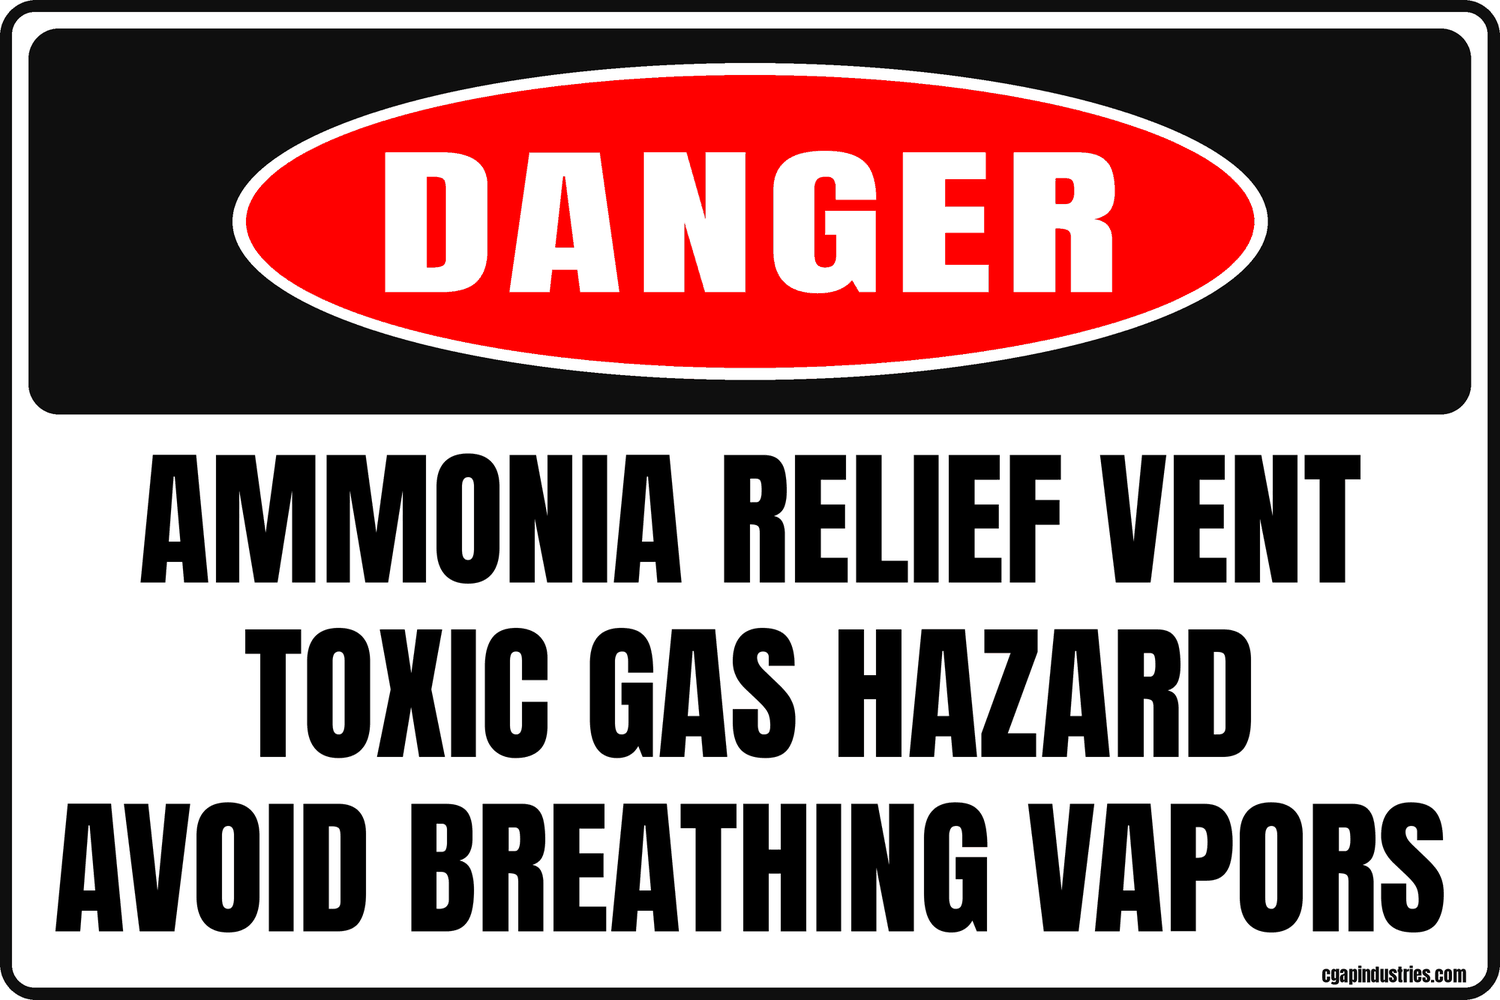 DANGER
AMMONIA RELIEF VENT
TOXIC GAS HAZARD
AVOID BREATHING VAPORS
cgapindustries.com